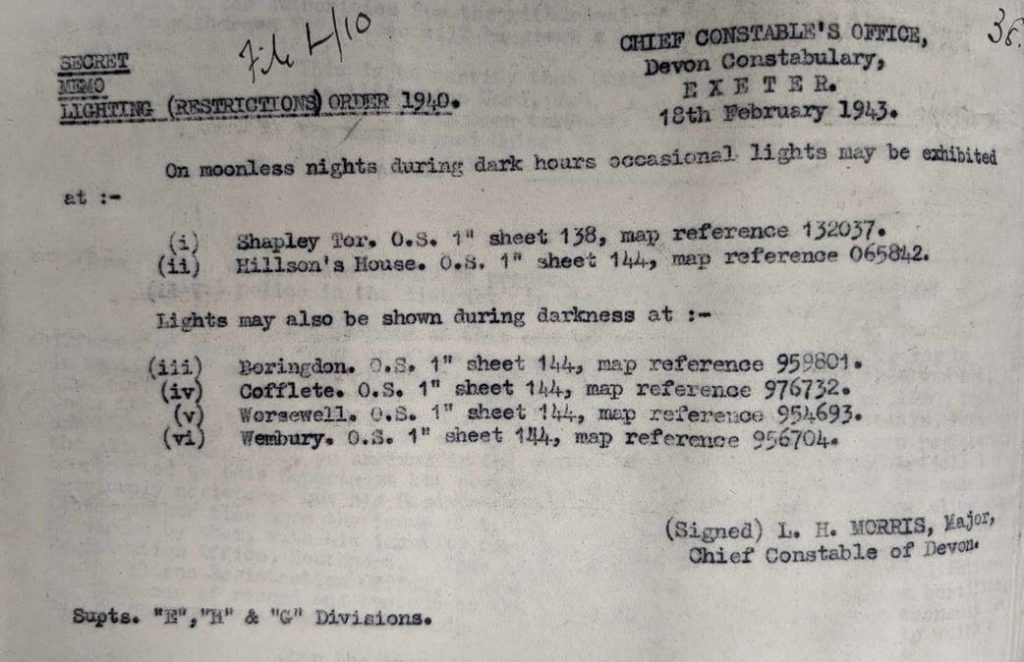 File L/10
36.
SECRET
MEMO
LIGHTING (RESTRICTIONS) ORDER 1940.
CHIEF CONSTABLE'S OFFICE,
Devon Constabulary,
E X E T E R.
18th February 1943.
On moonless nights during dark hours occasional lights may be exhibited
at :-
(i) Shapley Tor. O.S. 1" sheet 138, map reference 132037.
(ii) Hillson's House. O.S. 1" sheet 144, map reference 065842.
Lights may also be shown during darkness at :-
(iii) Boringdon. O.S. 1" sheet 144, map reference 959801.
(iv) Cofflete. O.S. 1" sheet 144, map reference 976732.
(v) Worsewell. O.S. 1" sheet 144, map reference 954693.
(vi) Wembury. O.S. 1" sheet 144, map reference 956704.
(Signed) L. H. MORRIS, Major,
Chief Constable of Devon.
Supts. "E","H" & "G" Divisions.